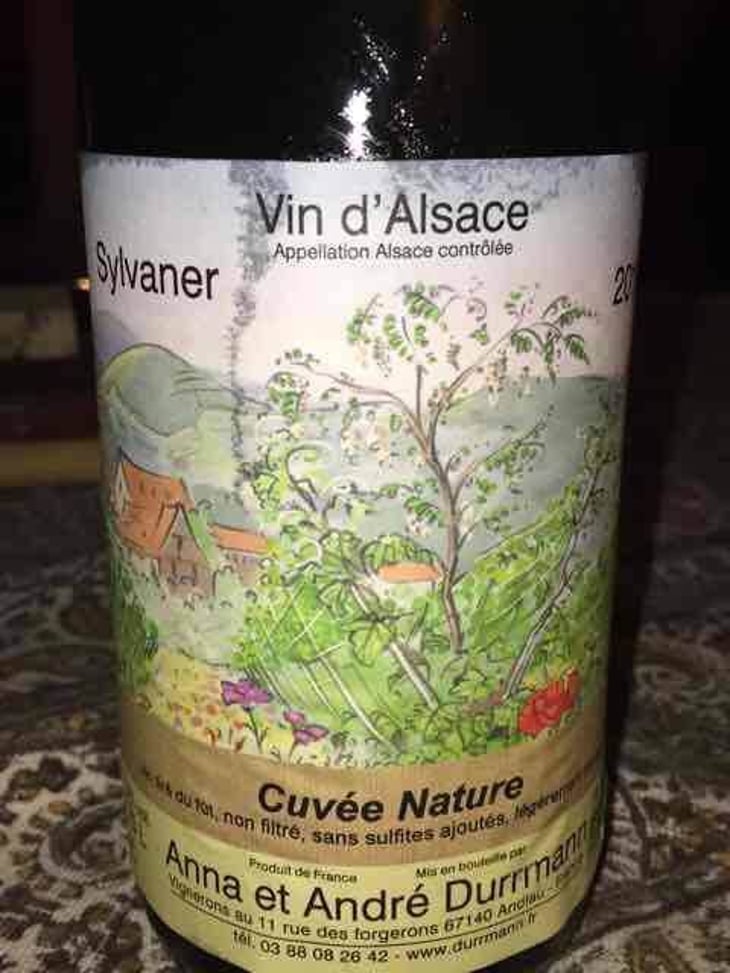 Vin d'Alsace
Appellation Alsace contrôlée
Sylvaner
20
Cuvée Nature
du fût, non filtré, sans sulfites ajoutés,
Produit de France
Mis en bouteille par
Anna et André Durrmann
Vignerons au 11 rue des forgerons 67140 Andlau -
tél. 03 88 08 26 42 - www.durrmann.fr